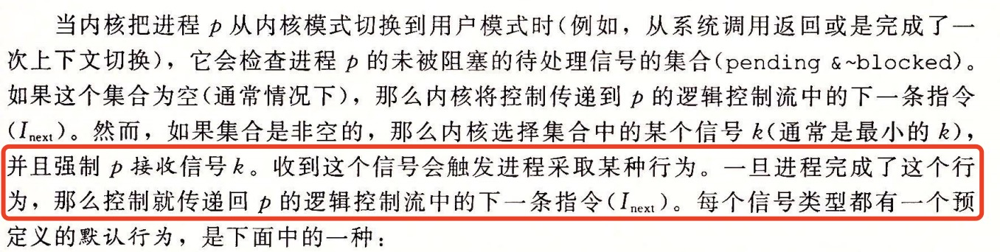 当内核把进程 p 从内核模式切换到用户模式时(例如，从系统调用返回或是完成了一
次上下文切换)，它会检查进程 p 的未被阻塞的待处理信号的集合(pending &~blocked)。
如果这个集合为空(通常情况下)，那么内核将控制传递到 p 的逻辑控制流中的下一条指令
(Inext)。然而，如果集合是非空的，那么内核选择集合中的某个信号 k(通常是最小的 k)，
并且强制 p 接收信号 k。收到这个信号会触发进程采取某种行为。一旦进程完成了这个行
为，那么控制就传递回 p 的逻辑控制流中的下一条指令(Inext)。每个信号类型都有一个预
定义的默认行为，是下面中的一种：